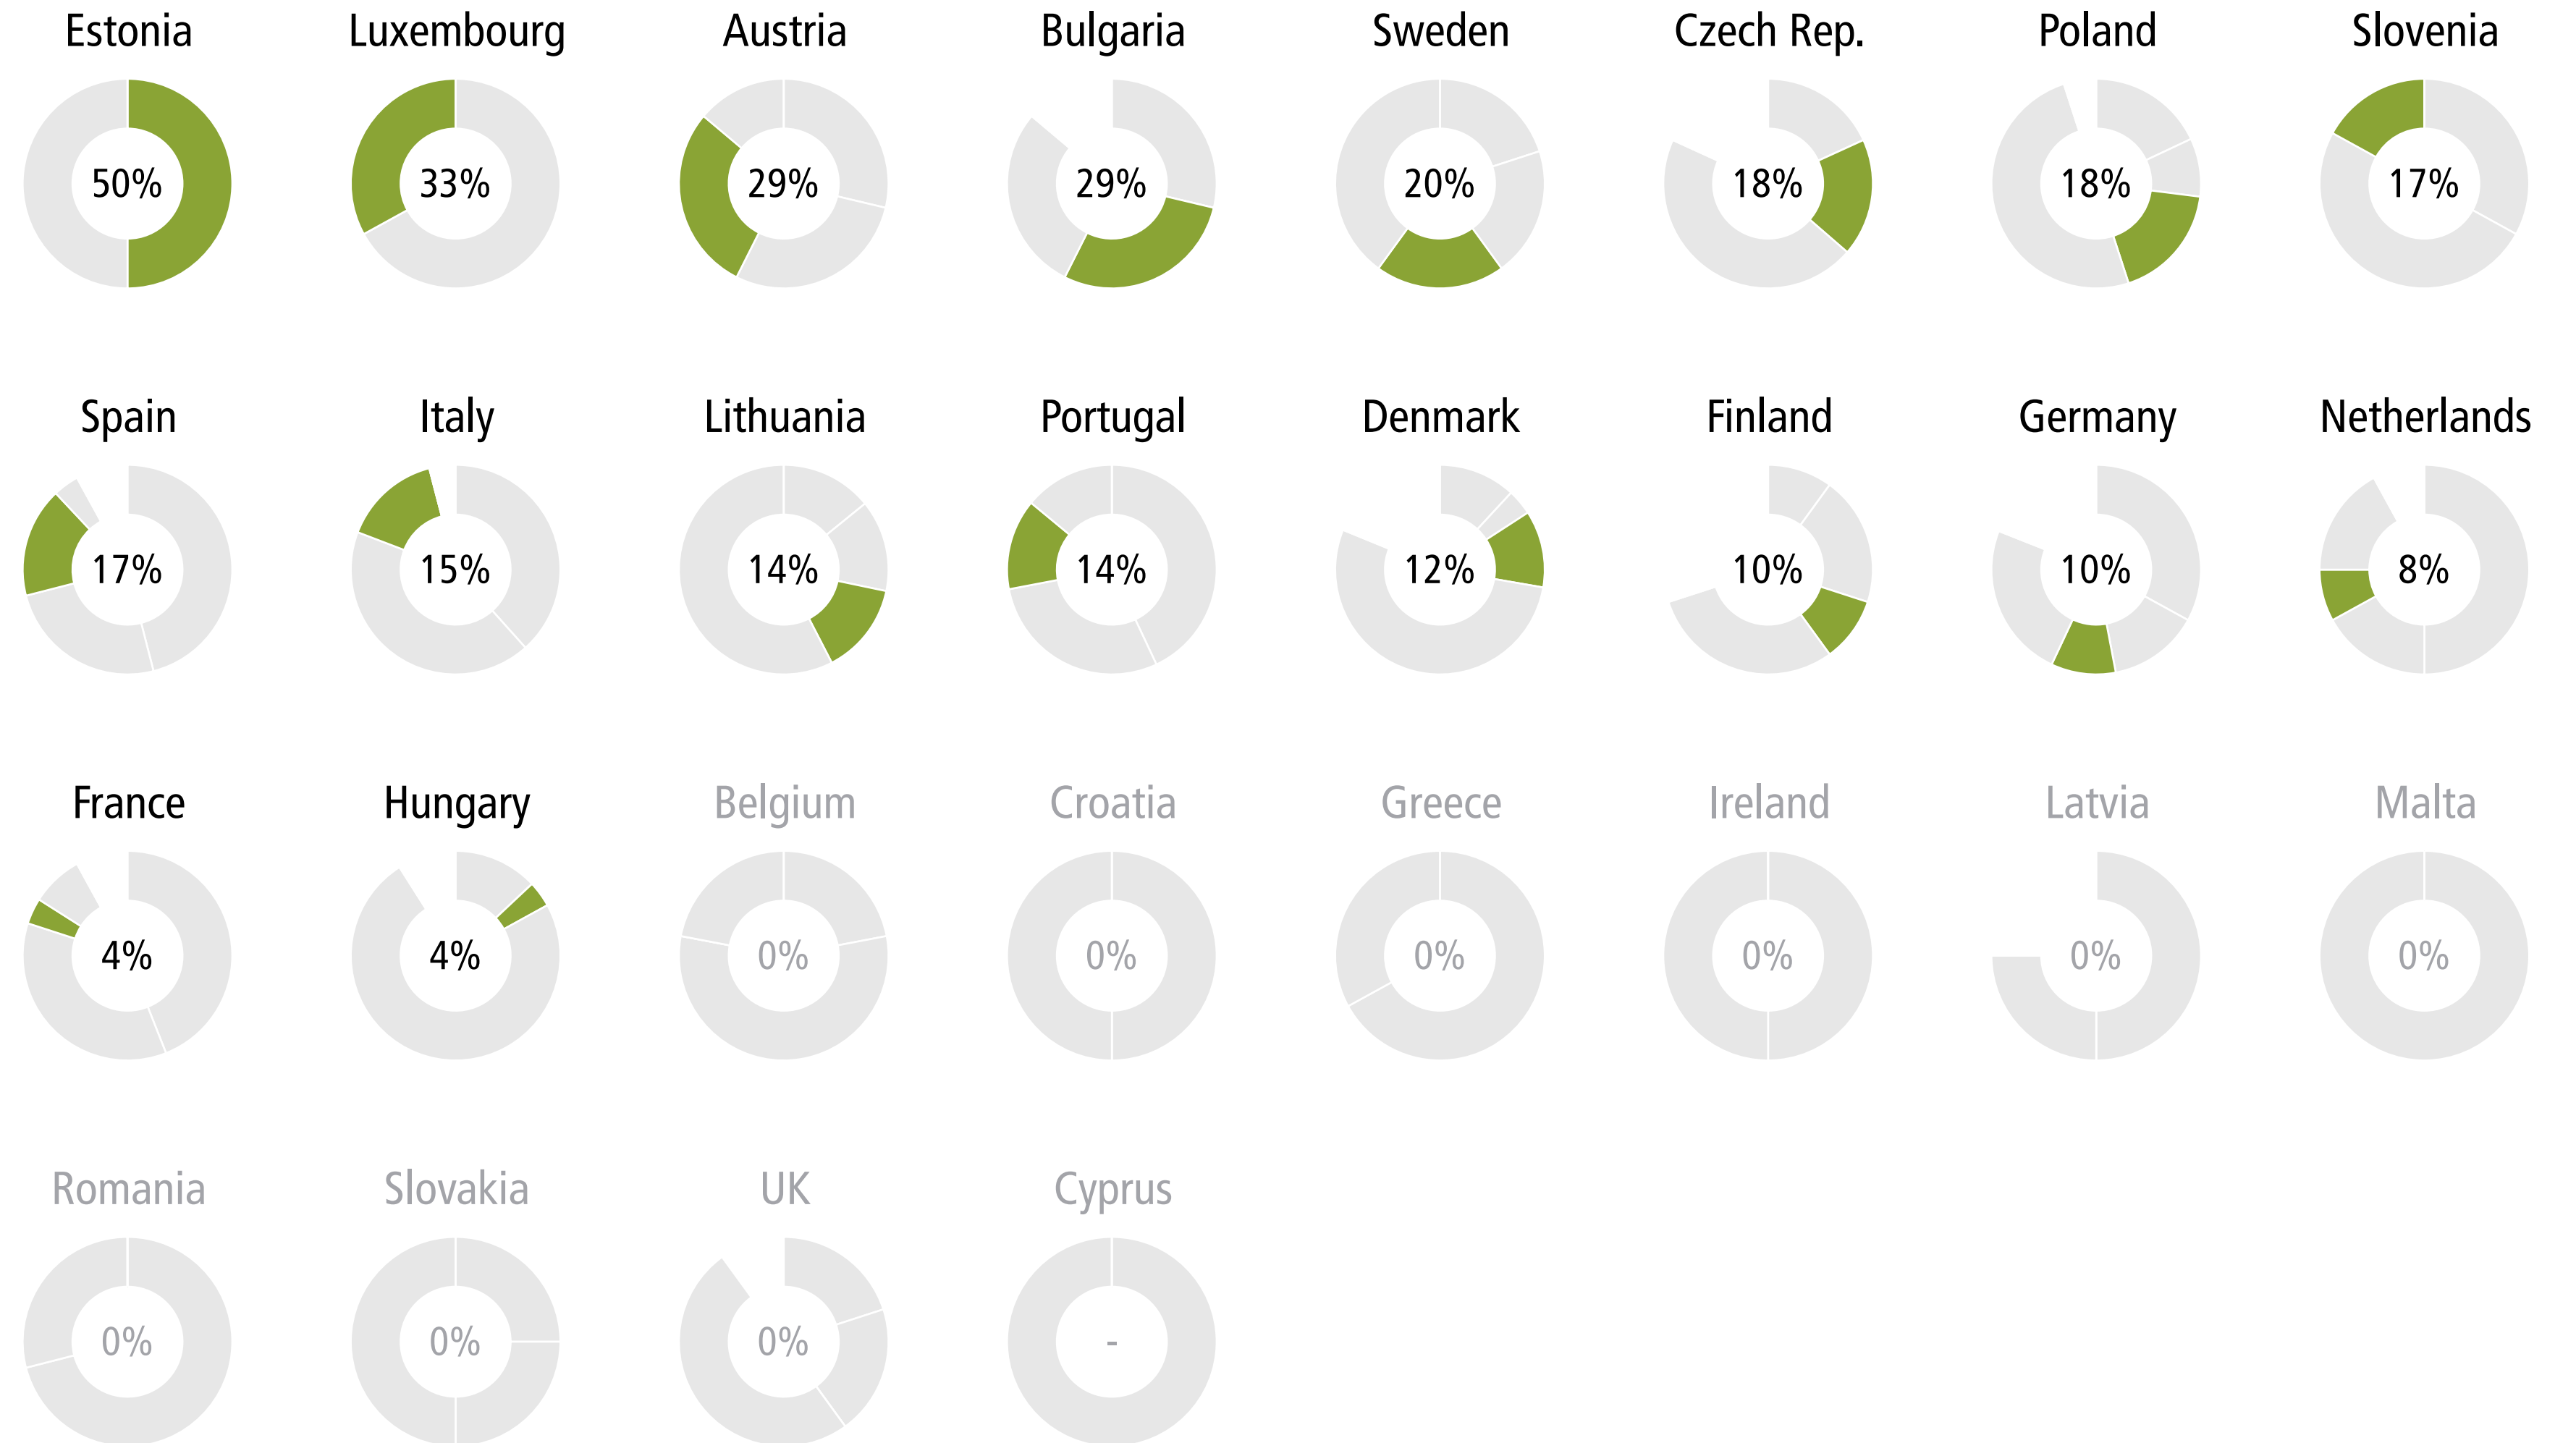 Estonia Luxembourg Austria Bulgaria Sweden Czech Rep. Poland Slovenia
50% 33% 29% 29% 20% 18% 18% 17%
Spain Italy Lithuania Portugal Denmark Finland Germany Netherlands
17% 15% 14% 14% 12% 10% 10% 8%
France Hungary Belgium Croatia Greece Ireland Latvia Malta
4% 4% 0% 0% 0% 0% 0% 0%
Romania Slovakia UK Cyprus
0% 0% 0% -